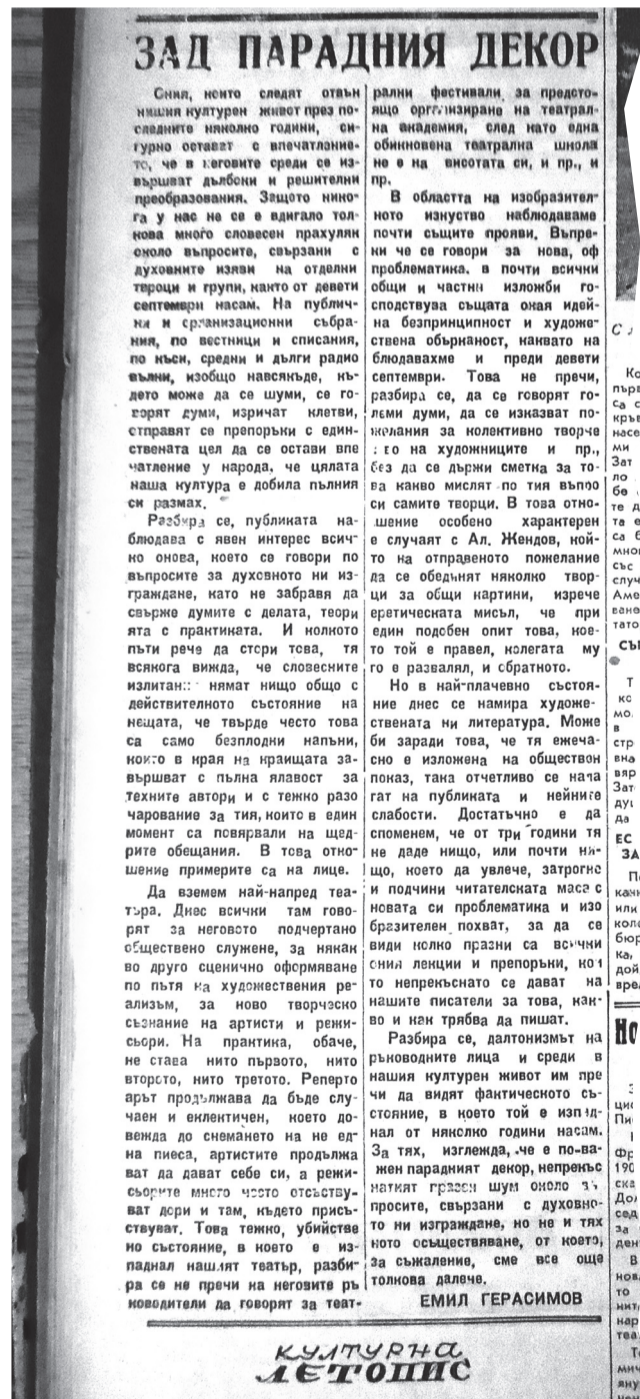 ЗАД ПАРАДНИЯ ДЕКОР
Ония, които следят отвън
нишия културен живот през по-
следните няколко години, си-
гурно остават с впечатление-
то, че в неговите среди се из-
вършват дълбоки и решителни
преобразования. Защото нико-
га у нас не се е вдигало тол-
кова много словесен прахуляк
около въпросите, свързани с
духовните изяви на отделни
творци и групи, както от девети
септември насам. На публич-
ни и организационни събра-
ния, по вестници и списания,
по къси, средни и дълги радио
вълни, изобщо навсякъде, къ-
дето може да се шуми, се го-
ворят думи, изричат клетви,
отправят се препоръки с един-
ствената цел да се остави впе
чатление у народа, че цялата
наша култура е добила пълния
си размах.
Разбира се, публиката на-
блюдава с явен интерес всич-
ко онова, което се говори по
въпросите за духовното ни из-
граждане, като не забравя да
свърже думите с делата, теори
ята с практиката. И колкото
пъти рече да стори това, тя
всякога вижда, че словесните
нямат нищо общо с
действителното състояние на
нещата, че твърде често това
са само безплодни напъни,
които в края на краищата за-
вършват с пълна ялавост за
техните автори и с тежко разо
чарование за тия, които в един
момент са повярвали на щед-
рите обещания. В това отно-
шение примерите са на лице.
Да вземем най-напред теа-
търа. Днес всички там гово-
рят за неговото подчертано
обществено служене, за някак
во друго сценично оформяване
по пътя на художествения ре-
ализъм, за ново творческо
съзнание на артисти и режи-
сьори. На практика, обаче,
не става нито първото, нито
второто, нито третото. Реперто
арът продължава да бъде слу-
чаен и еклектичен, което до-
вежда до снемането на не ед-
на пиеса, артистите продължа
ват да дават себе си, а режи-
сьорите много често отсъству-
ват дори и там, където присъ-
ствуват. Това тежко, убийстве
но състояние, в което е из-
паднал нашият театър, разби-
ра се не пречи на неговите ръ
ководители да говорят за теат-
рални фестивали, за предсто-
ящо организиране на театрал-
на академия, след като една
обикновена театрална школа
не е на висотата си, и пр., и
пр.
В областта на изобразител-
ното изкуство наблюдаваме
почти същите прояви. Въпре-
ки че се говори за нова, оф
проблематика. в почти всички
общи и частни изложби го-
сподствува същата оная идей-
на безпринципност и художе-
ствена обърканост, каквато на
блюдавахме и преди девети
септември. Това не пречи,
разбира се, да се говорят го-
леми думи, да се изказват по-
желания за колективно творче
во на художниците и пр.,
без да се държи сметка за то-
ва какво мислят по тия въпро
си самите творци. В това отно-
шение особено характерен
е случаят с Ал. Жендов, кой-
то на отправеното пожелание
да се обединят няколко твор-
ци за общи картини, изрече
еретическата мисъл, че при
един подобен опит това, кое-
то той е правел, колегата му
го е развалял, и обратното.
Но в най-плачевно състоя-
ние днес се намира художе-
ствената ни литература. Може
би заради това, че тя ежеча-
сно е изложена на обществен
показ, така отчетливо се нала
гат на публиката и нейните
слабости. Достатъчно е да
споменем, че от три години тя
не даде нищо, или почти ни-
що, което да увлече, затрогне
и подчини читателската маса с
новата си проблематика и изо
бразителен похват, за да се
види колко празни са всички
ония лекции и препоръки, кои
то непрекъснато се дават на
нашите писатели за това, как-
во и как трябва да пишат.
Разбира се, далтонизмът на
ръководните лица и среди в
нашия културен живот им пре
чи да видят фактическото съ-
стояние, в което той е изпад-
нал от няколко години насам.
За тях, изглежда, че е по-ва-
жен парадният декор, непрекъс
натият грозен шум около въ
просите, свързани с духовно-
то ни изграждане, но не и тях
ното осъществяване, от което,
за съжаление, сме все още
толкова далече.
ЕМИЛ ГЕРАСИМОВ
КУЛТУРНА
ЛЕТОПИС